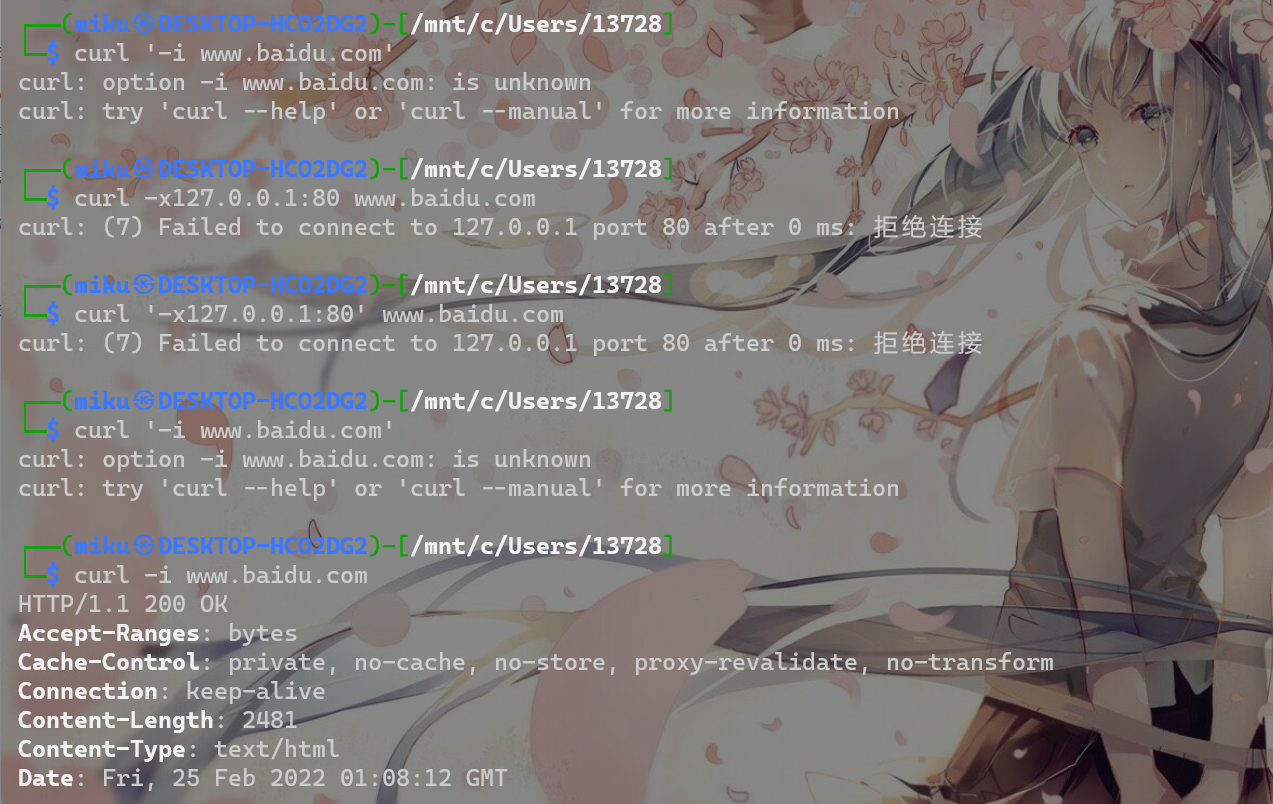 ┌──(miku㉿DESKTOP-HCO2DG2)-[/mnt/c/Users/13728]
└─$ curl '-i www.baidu.com'
curl: option -i www.baidu.com: is unknown
curl: try 'curl --help' or 'curl --manual' for more information
┌──(miku㉿DESKTOP-HCO2DG2)-[/mnt/c/Users/13728]
└─$ curl -x127.0.0.1:80 www.baidu.com
curl: (7) Failed to connect to 127.0.0.1 port 80 after 0 ms: 拒绝连接
┌──(miku㉿DESKTOP-HCO2DG2)-[/mnt/c/Users/13728]
└─$ curl '-x127.0.0.1:80' www.baidu.com
curl: (7) Failed to connect to 127.0.0.1 port 80 after 0 ms: 拒绝连接
┌──(miku㉿DESKTOP-HCO2DG2)-[/mnt/c/Users/13728]
└─$ curl '-i www.baidu.com'
curl: option -i www.baidu.com: is unknown
curl: try 'curl --help' or 'curl --manual' for more information
┌──(miku㉿DESKTOP-HCO2DG2)-[/mnt/c/Users/13728]
└─$ curl -i www.baidu.com
HTTP/1.1 200 OK
Accept-Ranges: bytes
Cache-Control: private, no-cache, no-store, proxy-revalidate, no-transform
Connection: keep-alive
Content-Length: 2481
Content-Type: text/html
Date: Fri, 25 Feb 2022 01:08:12 GMT